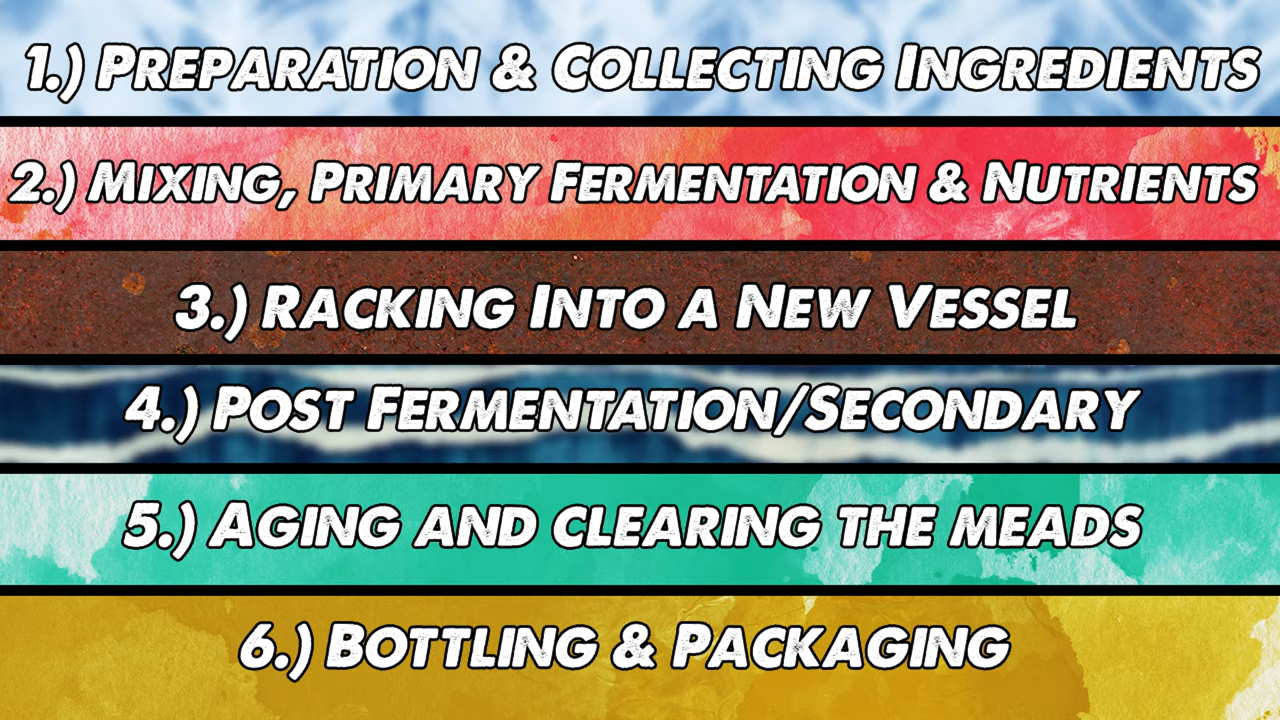 1.) Preparation & Collecting Ingredients
2.) Mixing, Primary Fermentation & Nutrients
3.) Racking Into a New Vessel
4.) Post Fermentation/Secondary
5.) Aging and clearing the meads
6.) Bottling & Packaging